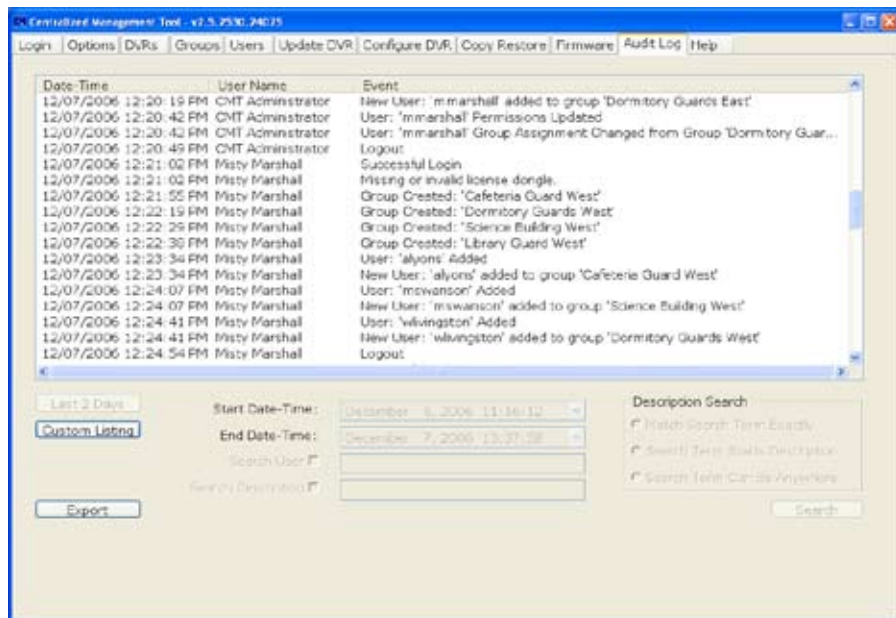 Centralized Management Tool - v2.5.2530.24025
Login Options DVRs Groups Users Update DVR Configure DVR Copy Restore Firmware Audit Log Help
Date-Time User Name Event
12/07/2006 12:20:19 PM CMT Administrator New User: 'mmarshall' added to group 'Dormitory Guards East'
12/07/2006 12:20:42 PM CMT Administrator User: 'mmarshall' Permissions Updated
12/07/2006 12:20:42 PM CMT Administrator User: 'mmarshall' Group Assignment Changed from Group 'Dormitory Guar...
12/07/2006 12:20:49 PM CMT Administrator Logout
12/07/2006 12:21:02 PM Misty Marshall Successful Login
12/07/2006 12:21:02 PM Misty Marshall Missing or invalid license dongle.
12/07/2006 12:21:55 PM Misty Marshall Group Created: 'Cafeteria Guard West'
12/07/2006 12:22:19 PM Misty Marshall Group Created: 'Dormitory Guards West'
12/07/2006 12:22:29 PM Misty Marshall Group Created: 'Science Building West'
12/07/2006 12:22:38 PM Misty Marshall Group Created: 'Library Guard West'
12/07/2006 12:23:34 PM Misty Marshall User: 'alyons' Added
12/07/2006 12:23:34 PM Misty Marshall New User: 'alyons' added to group 'Cafeteria Guard West'
12/07/2006 12:24:07 PM Misty Marshall User: 'mswanson' Added
12/07/2006 12:24:07 PM Misty Marshall New User: 'mswanson' added to group 'Science Building West'
12/07/2006 12:24:41 PM Misty Marshall User: 'wlivingston' Added
12/07/2006 12:24:41 PM Misty Marshall New User: 'wlivingston' added to group 'Dormitory Guards West'
12/07/2006 12:24:54 PM Misty Marshall Logout
Last 2 Days
Custom Listing
Start Date-Time: December 6, 2006 11:16:12
End Date-Time: December 7, 2006 13:37:58
Search User
Search Description
Description Search
Match Search Term Exactly
Search Term Starts Description
Search Term Can Be Anywhere
Export
Search